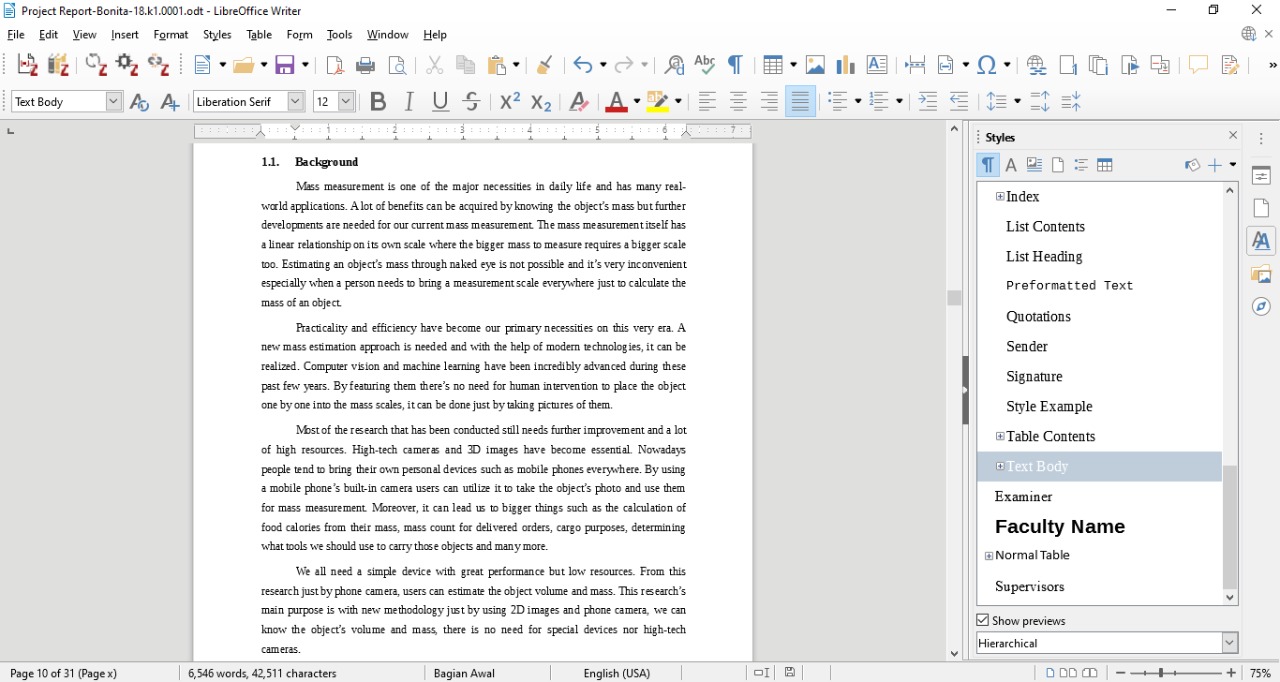 Project Report-Bonita-18.k1.0001.odt - LibreOffice Writer
File Edit View Insert Format Styles Table Form Tools Window Help
Text Body
Liberation Serif
12
1 2 3 4 5 6 7
1.1. Background
Mass measurement is one of the major necessities in daily life and has many real-
world applications. A lot of benefits can be acquired by knowing the object's mass but further
developments are needed for our current mass measurement. The mass measurement itself has
a linear relationship on its own scale where the bigger mass to measure requires a bigger scale
too. Estimating an object's mass through naked eye is not possible and it's very inconvenient
especially when a person needs to bring a measurement scale everywhere just to calculate the
mass of an object.
Practicality and efficiency have become our primary necessities on this very era. A
new mass estimation approach is needed and with the help of modern technologies, it can be
realized. Computer vision and machine learning have been incredibly advanced during these
past few years. By featuring them there's no need for human intervention to place the object
one by one into the mass scales, it can be done just by taking pictures of them.
Most of the research that has been conducted still needs further improvement and a lot
of high resources. High-tech cameras and 3D images have become essential. Nowadays
people tend to bring their own personal devices such as mobile phones everywhere. By using
a mobile phone's built-in camera users can utilize it to take the object's photo and use them
for mass measurement. Moreover, it can lead us to bigger things such as the calculation of
food calories from their mass, mass count for delivered orders, cargo purposes, determining
what tools we should use to carry those objects and many more.
We all need a simple device with great performance but low resources. From this
research just by phone camera, users can estimate the object volume and mass. This research's
main purpose is with new methodology just by using 2D images and phone camera, we can
know the object's volume and mass, there is no need for special devices nor high-tech
cameras.
Styles
Index
List Contents
List Heading
Preformatted Text
Quotations
Sender
Signature
Style Example
Table Contents
Text Body
Examiner
Faculty Name
Normal Table
Supervisors
Show previews
Hierarchical
Page 10 of 31 (Page x) 6,546 words, 42,511 characters Bagian Awal English (USA) 75%